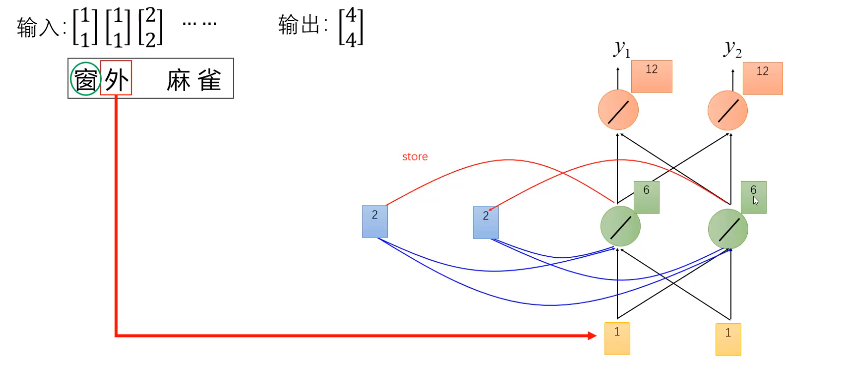 输入:[1 1] [1 1] [2 2] ……
输出:[4 4]
窗外 麻雀
y1 y2
12 12
store
6 6
2 2
1 1